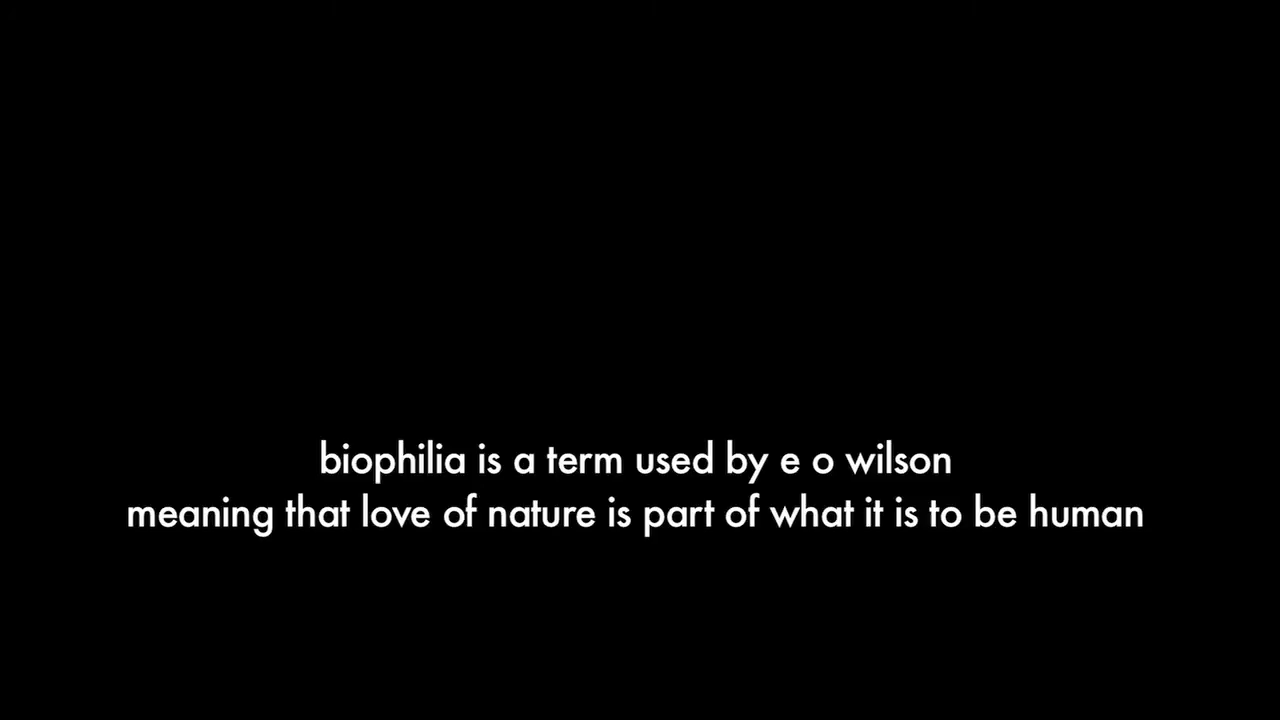 biophilia is a term used by e o wilson
meaning that love of nature is part of what it is to be human